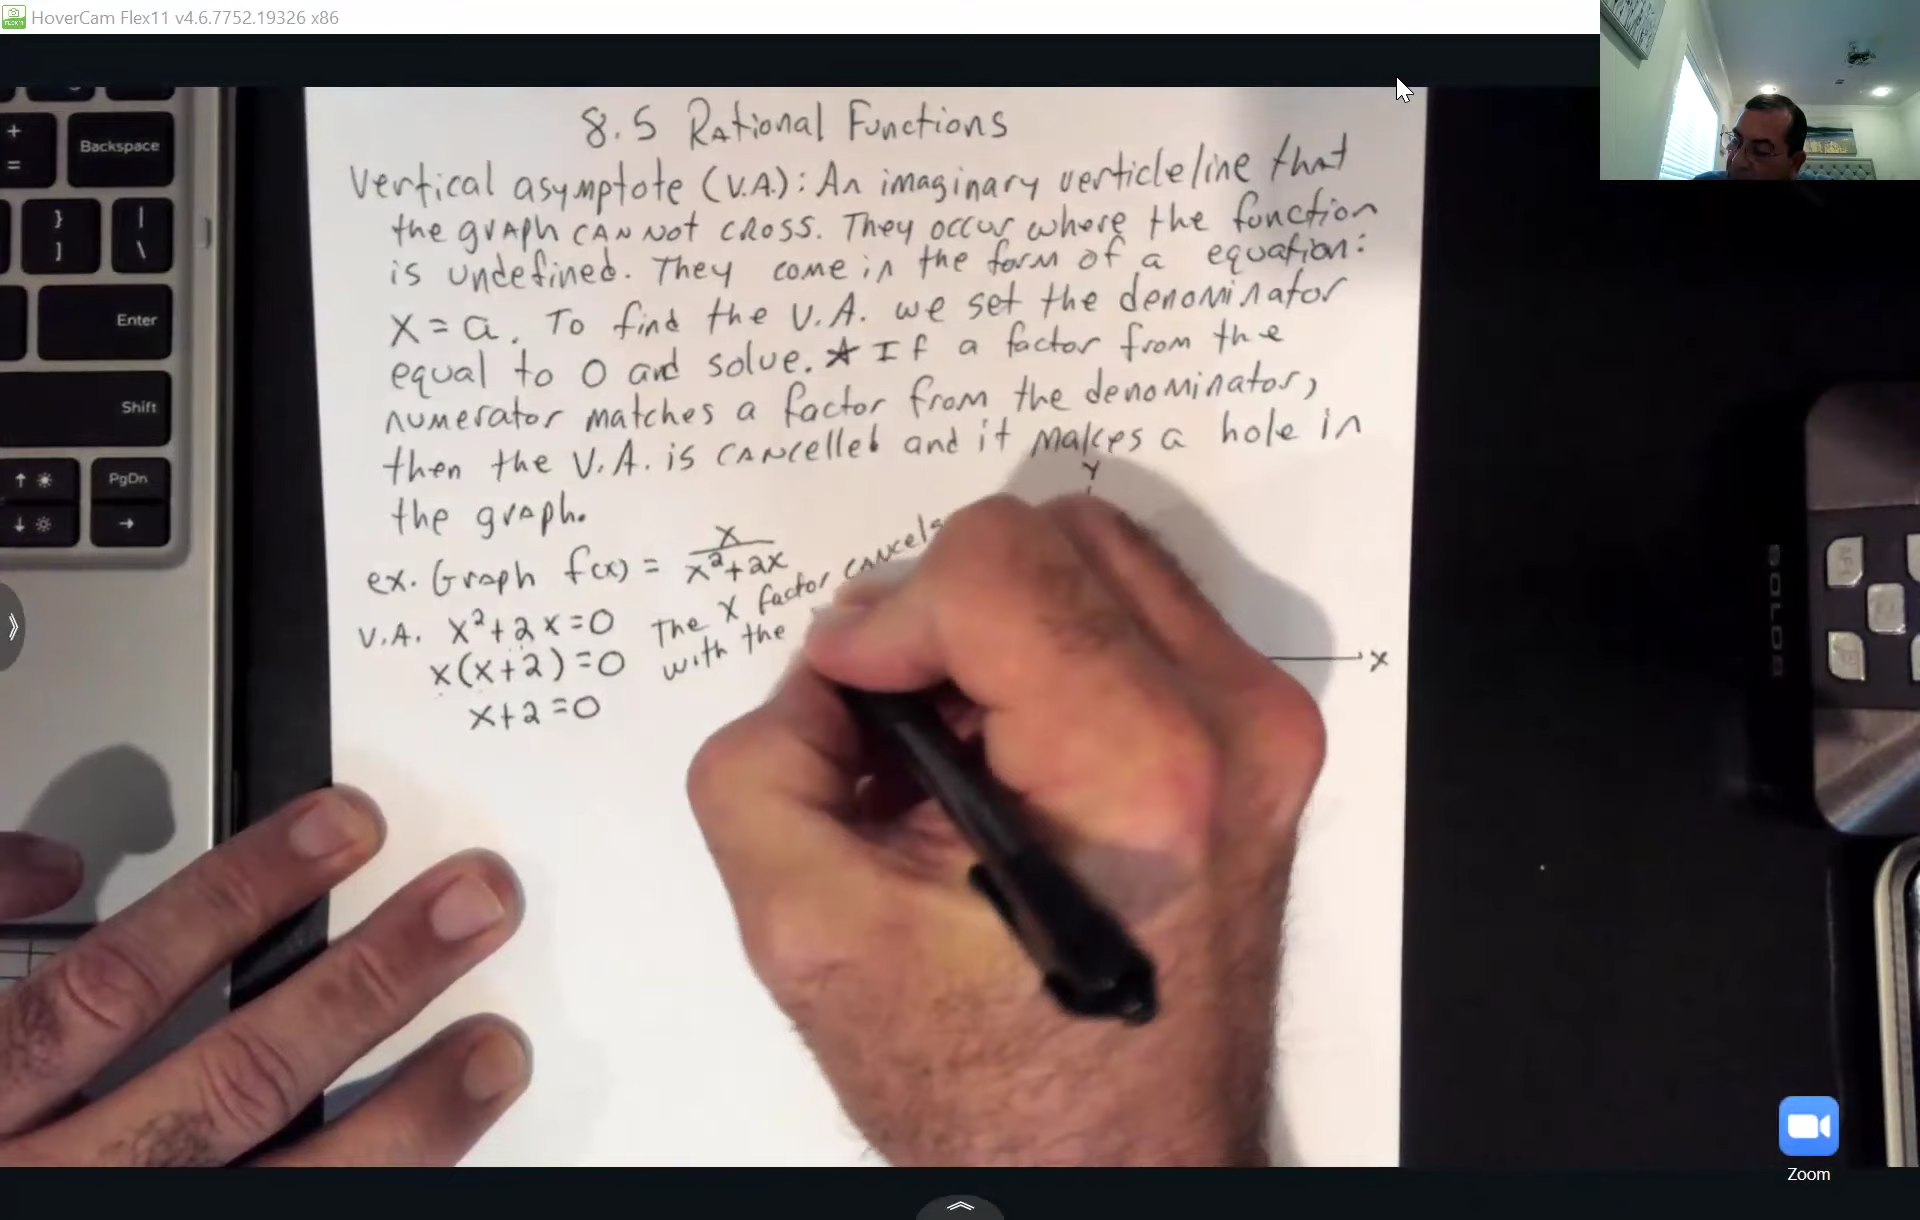 HoverCam Flex11 v4.6.7752.19326 x86
8.5 Rational Functions
Vertical asymptote (V.A.): An imaginary verticle line that
the graph cannot cross. They occur where the function
is undefined. They come in the form of a equation:
x = a. To find the V.A. we set the denominator
equal to 0 and solve. ★ If a factor from the
numerator matches a factor from the denominator,
then the V.A. is cancelled and it makes a hole in
the graph.
ex. Graph f(x) = x / x²+2x
V.A. x²+2x=0
x(x+2)=0
x+2=0
The x factor cancels
with the
Y
x
+
=
Backspace
}
]
|
\
Enter
Shift
PgDn
SOLDS
Zoom